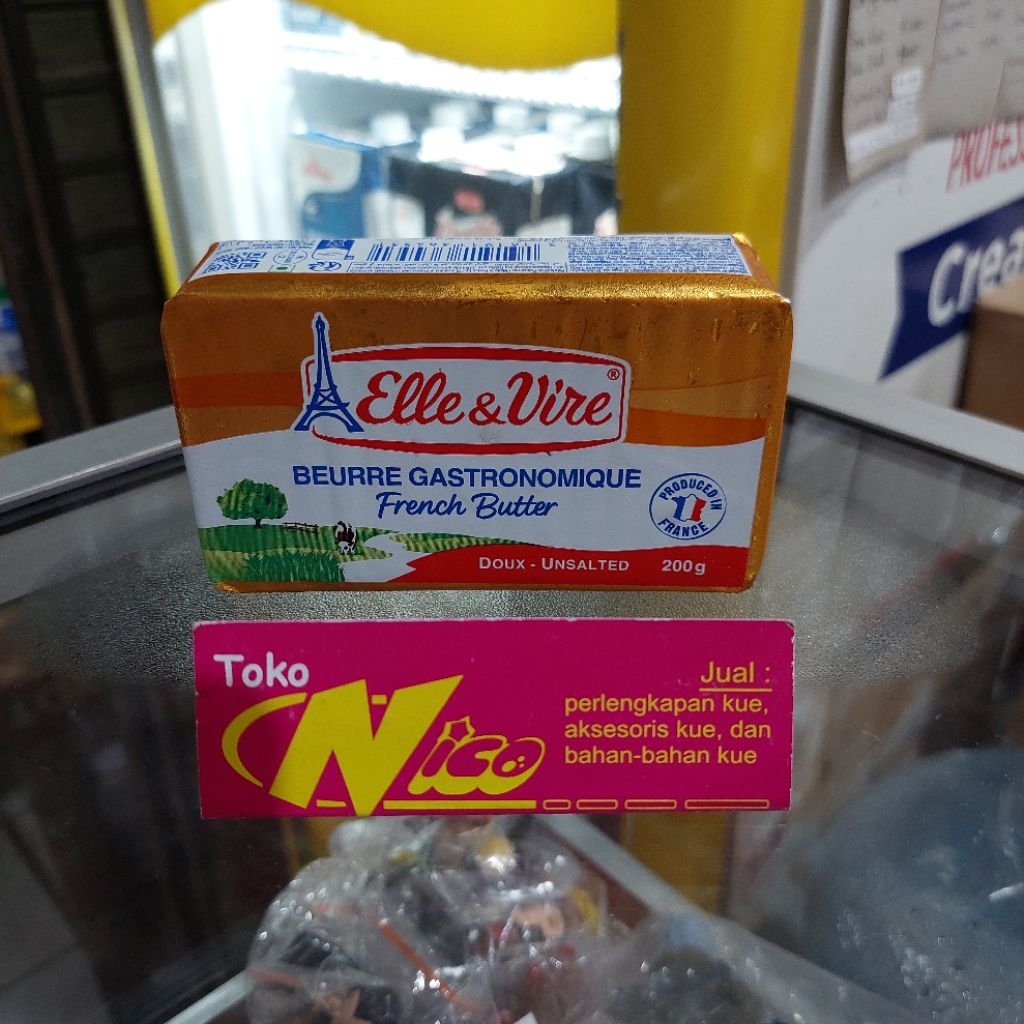 Elle & Vire®
BEURRE GASTRONOMIQUE
French Butter
PRODUCED IN
FRANCE
DOUX - UNSALTED 200g
Toko
Nico
Jual :
perlengkapan kue,
aksesoris kue, dan
bahan-bahan kue